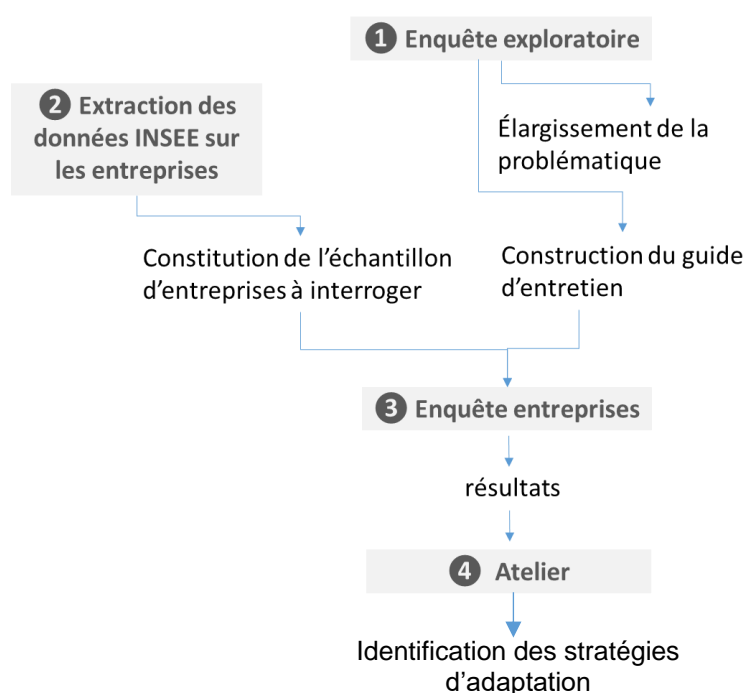 ❶ Enquête exploratoire
❷ Extraction des
données INSEE sur
les entreprises
Élargissement de la
problématique
Constitution de l’échantillon
d’entreprises à interroger
Construction du guide
d’entretien
❸ Enquête entreprises
résultats
❹ Atelier
Identification des stratégies
d’adaptation